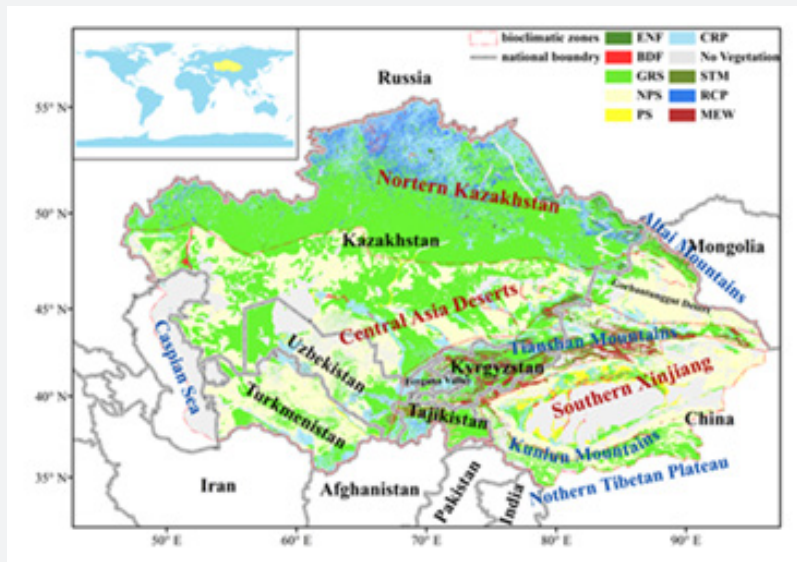 bioclimatic zones
national boundry
ENF
BDF
GRS
NPS
PS
CRP
No Vegetation
STM
RCP
MEW
Russia
55° N
Nortern Kazakhstan
50° N
Kazakhstan
Altai Mountains
Mongolia
45° N
Central Asia Deserts
Caspian Sea
Tianshan Mountains
Uzbekistan
Kyrgyzstan
40° N
Turkmenistan
Tajikistan
Southern Xinjiang
China
Kunlun Mountains
35° N
Iran
Afghanistan
Pakistan
India
Nothern Tibetan Plateau
50° E
60° E
70° E
80° E
90° E